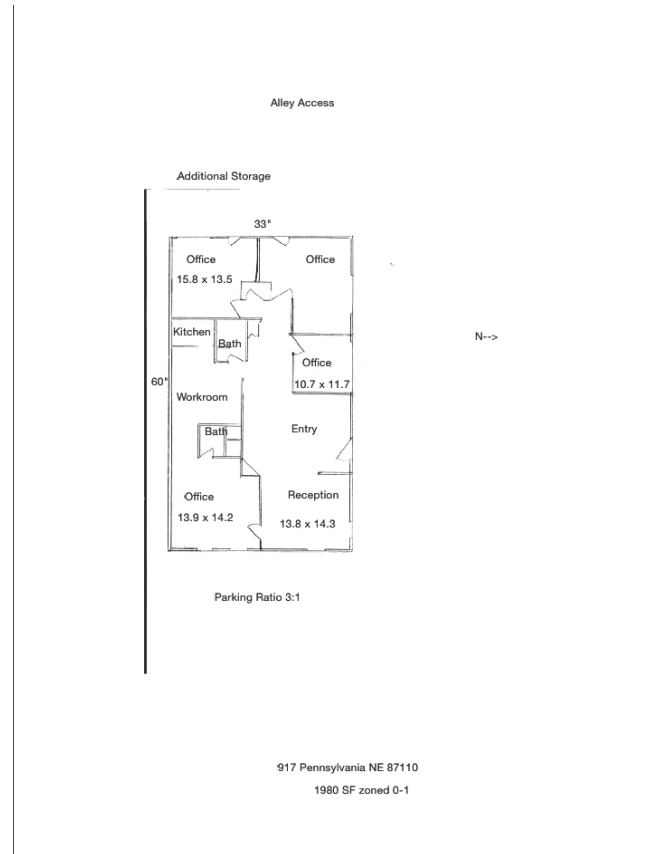 Alley Access
Additional Storage
33"
Office
15.8 x 13.5
Office
Kitchen
Bath
N-->
Office
10.7 x 11.7
60"
Workroom
Bath
Entry
Office
13.9 x 14.2
Reception
13.8 x 14.3
Parking Ratio 3:1
917 Pennsylvania NE 87110
1980 SF zoned 0-1